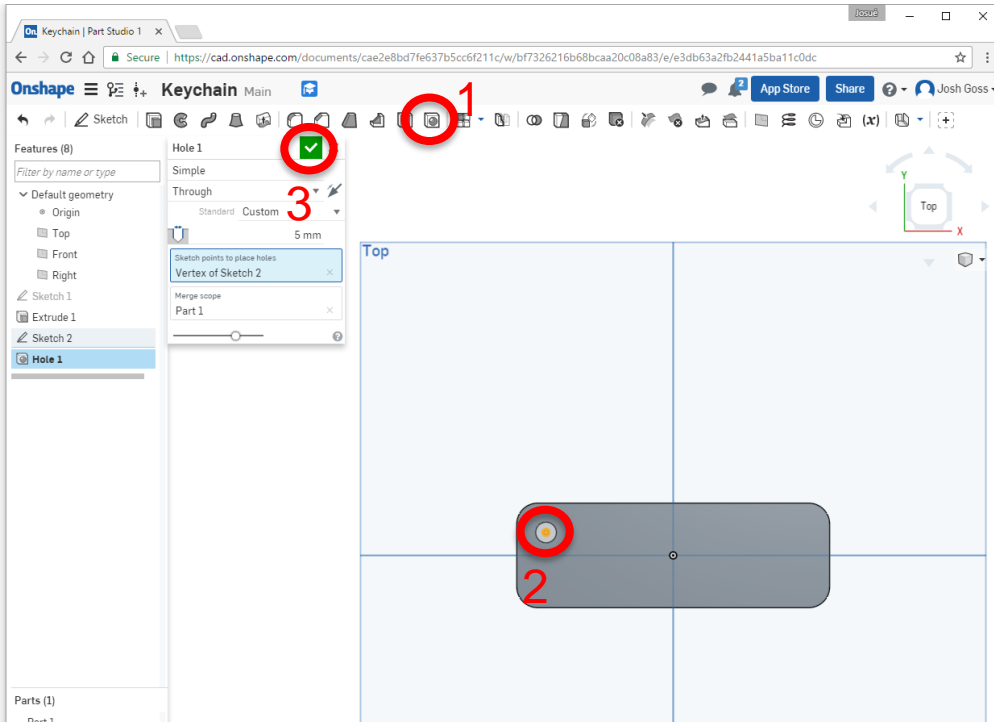 Josué
On Keychain | Part Studio 1
Secure | https://cad.onshape.com/documents/cae2e8bd7fe637b5cc6f211c/w/bf7326216b68bcaa20c08a83/e/e3db63a2fb2441a5ba11c0dc
Onshape Keychain Main 2 App Store Share Josh Goss
1
Sketch (x)
Features (8)
Filter by name or type
Default geometry
Origin
Top
Front
Right
Sketch 1
Extrude 1
Sketch 2
Hole 1
Hole 1
Simple
Through
3
Standard Custom
5 mm
Sketch points to place holes
Vertex of Sketch 2
Merge scope
Part 1
Top
Y
Top
X
2
Parts (1)
Part 1